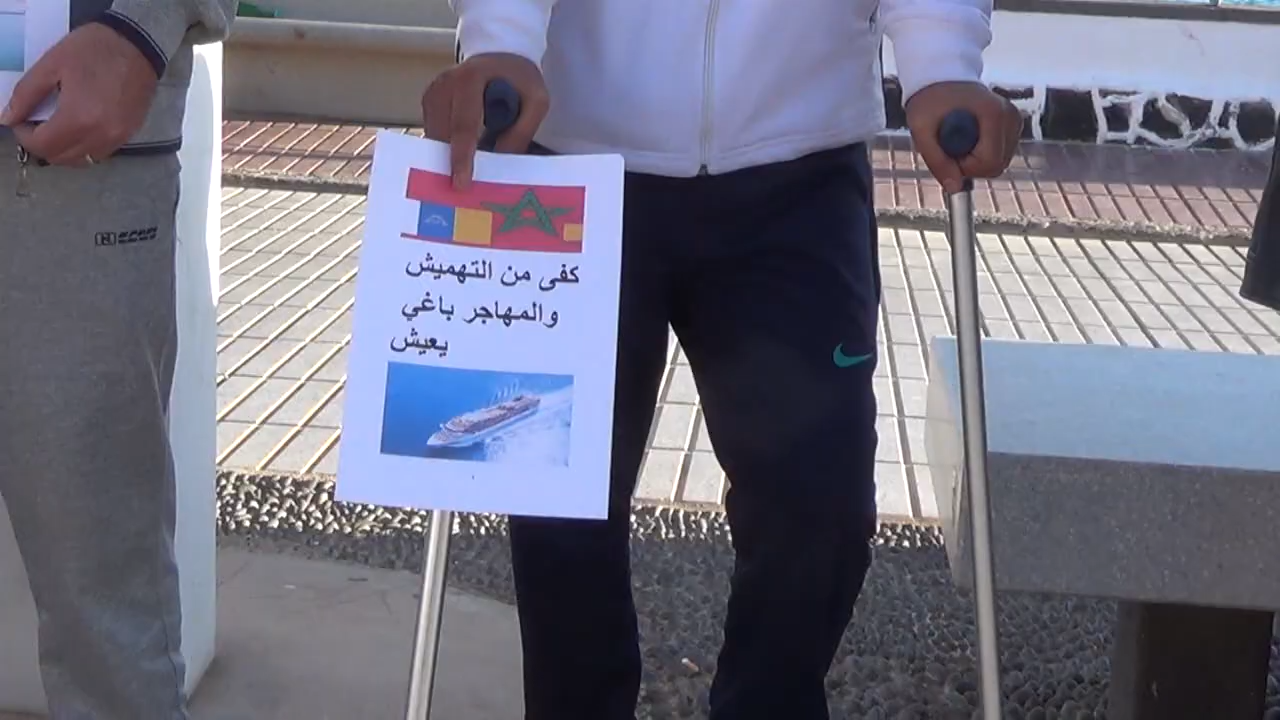 كفى من التهميش
والمهاجر باغي
يعيش